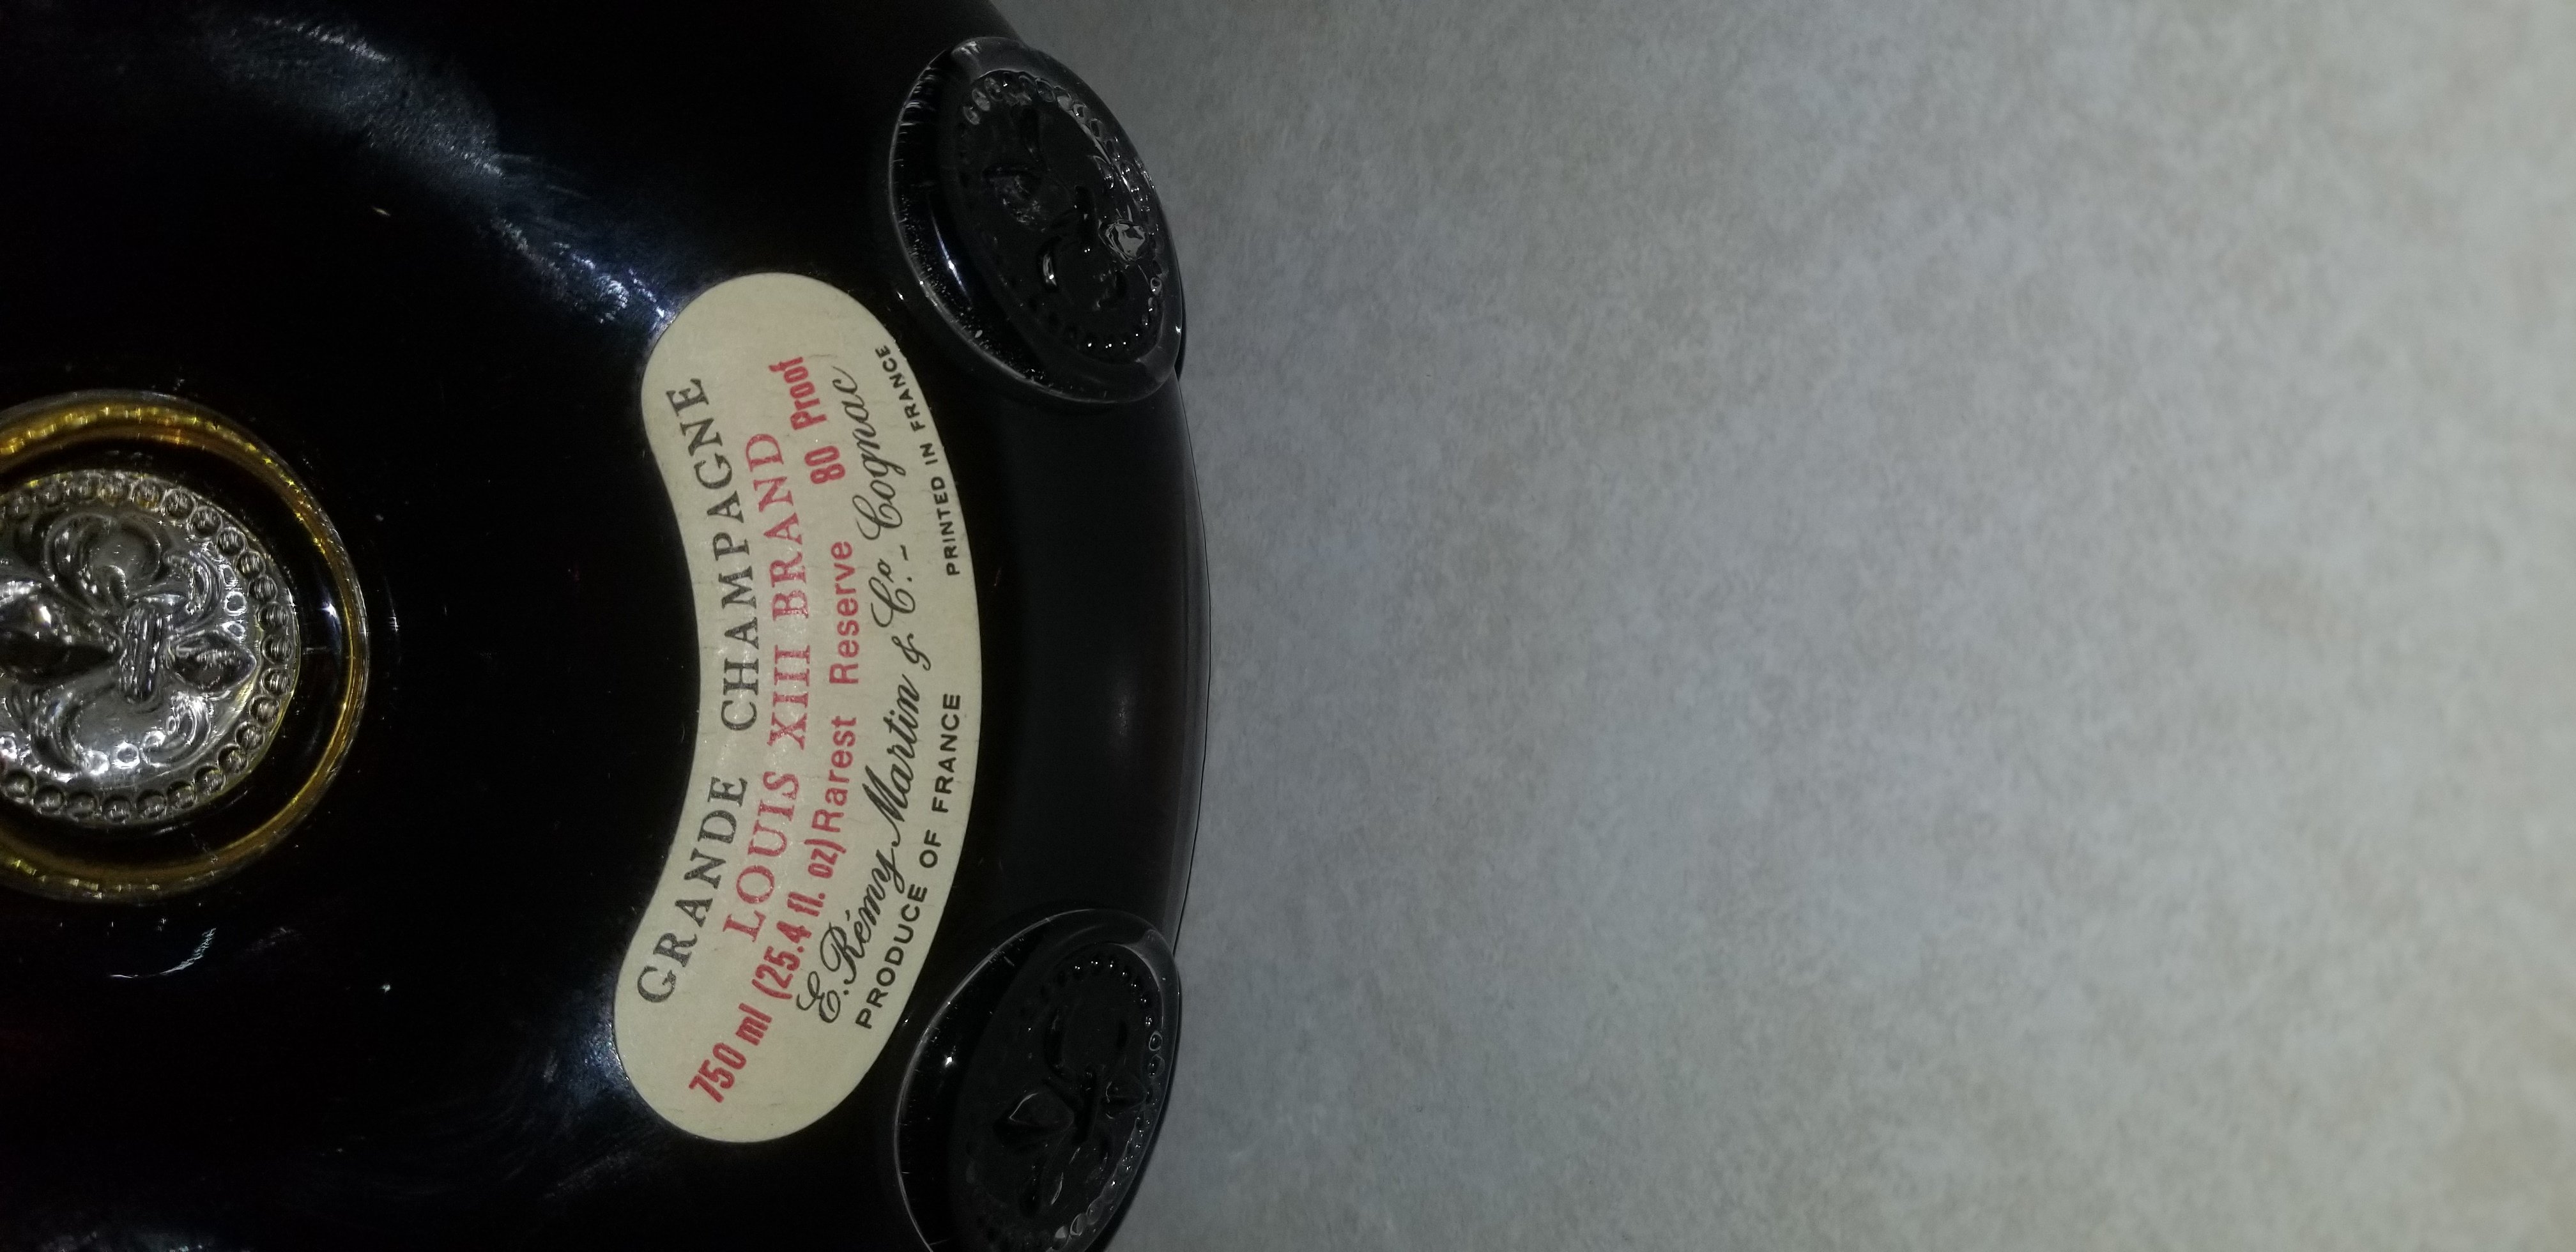 GRANDE CHAMPAGNE
LOUIS XIII BRAND
750 ml (25.4 fl. oz) Rarest Reserve 80 Proof
E. Rémy Martin & Co. - Cognac
PRODUCE OF FRANCE PRINTED IN FRANCE